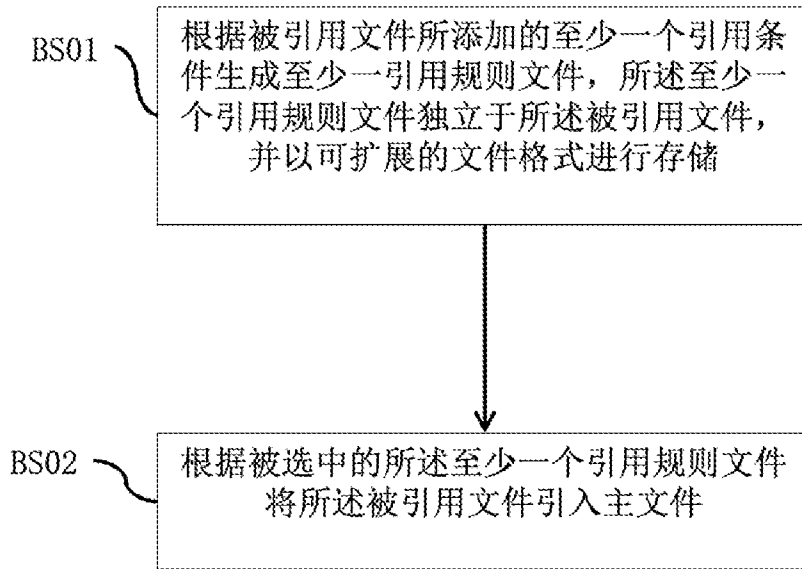 BS01
根据被引用文件所添加的至少一个引用条
件生成至少一引用规则文件，所述至少一
个引用规则文件独立于所述被引用文件，
并以可扩展的文件格式进行存储
BS02
根据被选中的所述至少一个引用规则文件
将所述被引用文件引入主文件